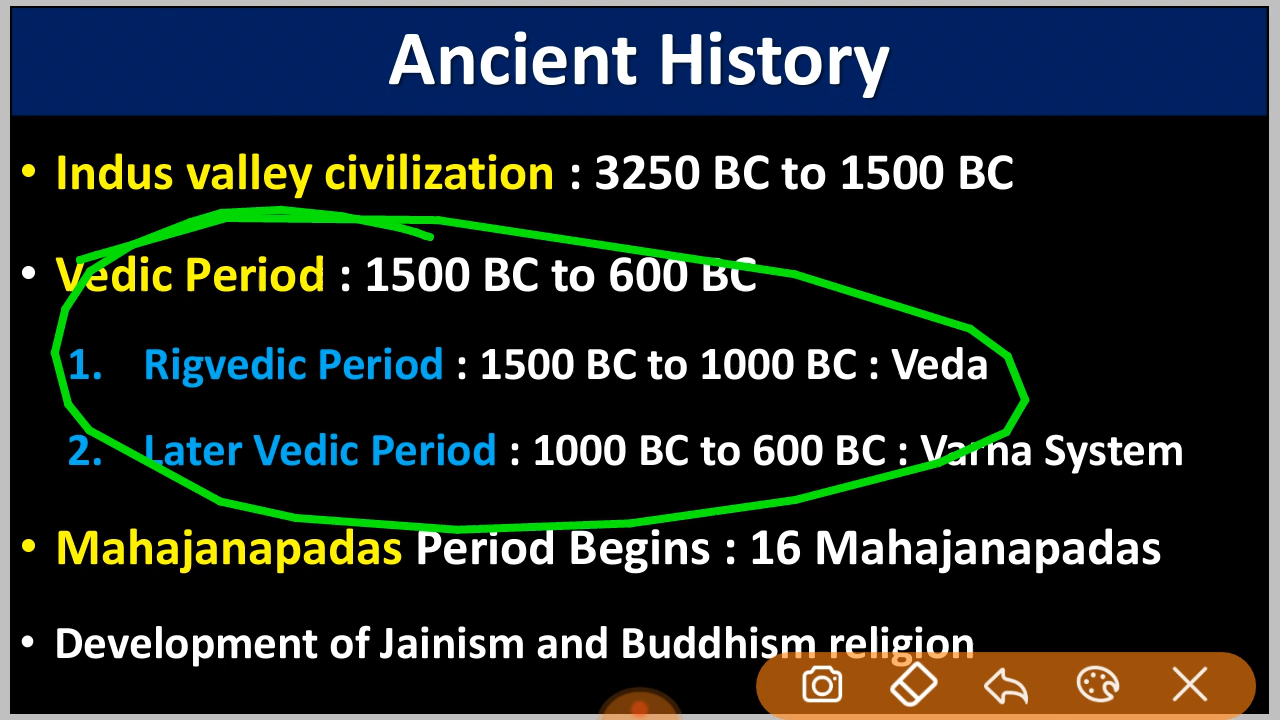 Ancient History
• Indus valley civilization : 3250 BC to 1500 BC
• Vedic Period : 1500 BC to 600 BC
1. Rigvedic Period : 1500 BC to 1000 BC : Veda
2. Later Vedic Period : 1000 BC to 600 BC : Varna System
• Mahajanapadas Period Begins : 16 Mahajanapadas
• Development of Jainism and Buddhism religion